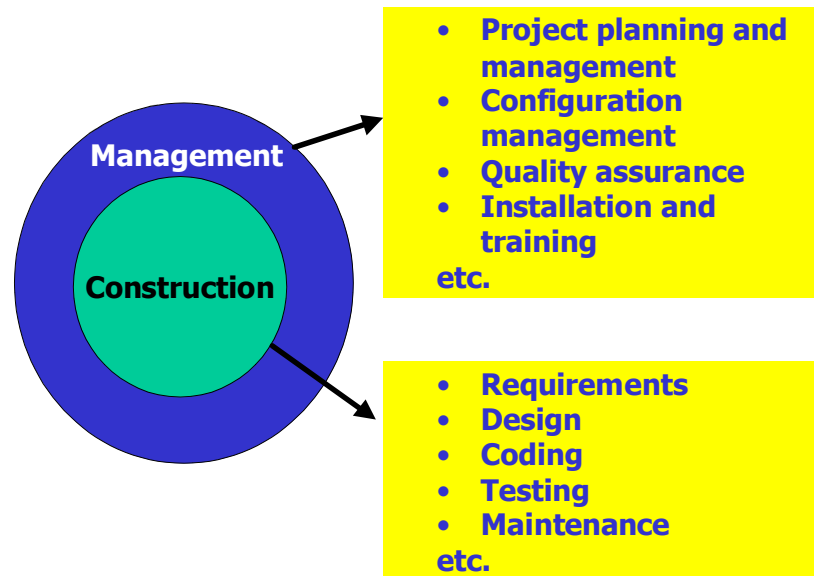 Management
Construction
• Project planning and
management
• Configuration
management
• Quality assurance
• Installation and
training
etc.
• Requirements
• Design
• Coding
• Testing
• Maintenance
etc.